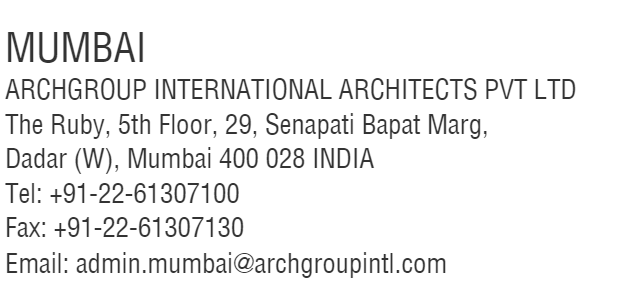 MUMBAI
ARCHGROUP INTERNATIONAL ARCHITECTS PVT LTD
The Ruby, 5th Floor, 29, Senapati Bapat Marg,
Dadar (W), Mumbai 400 028 INDIA
Tel: +91-22-61307100
Fax: +91-22-61307130
Email: admin.mumbai@archgroupintl.com